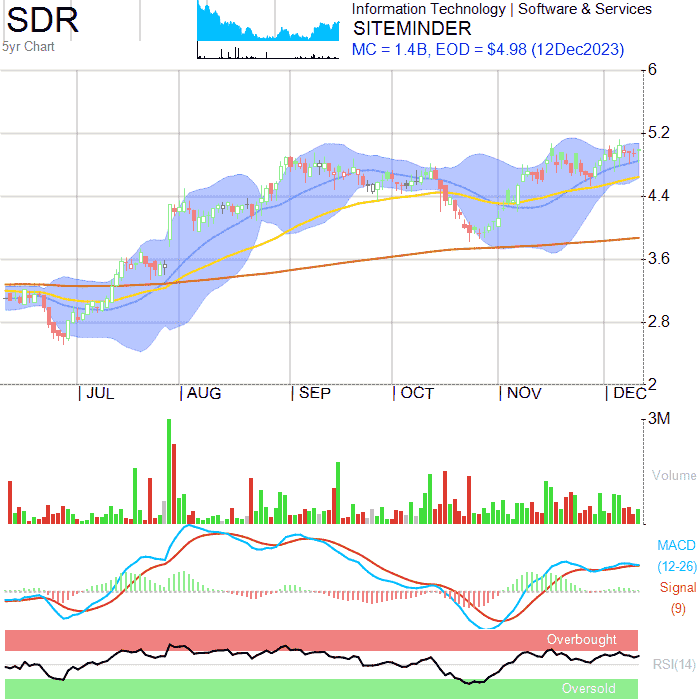 SDR
5yr Chart
Information Technology | Software & Services
SITEMINDER
MC = 1.4B, EOD = $4.98 (12Dec2023)
6
5.2
4.4
3.6
2.8
2
JUL AUG SEP OCT NOV DEC
3M
Volume
MACD
(12-26)
Signal
(9)
Overbought
RSI(14)
Oversold